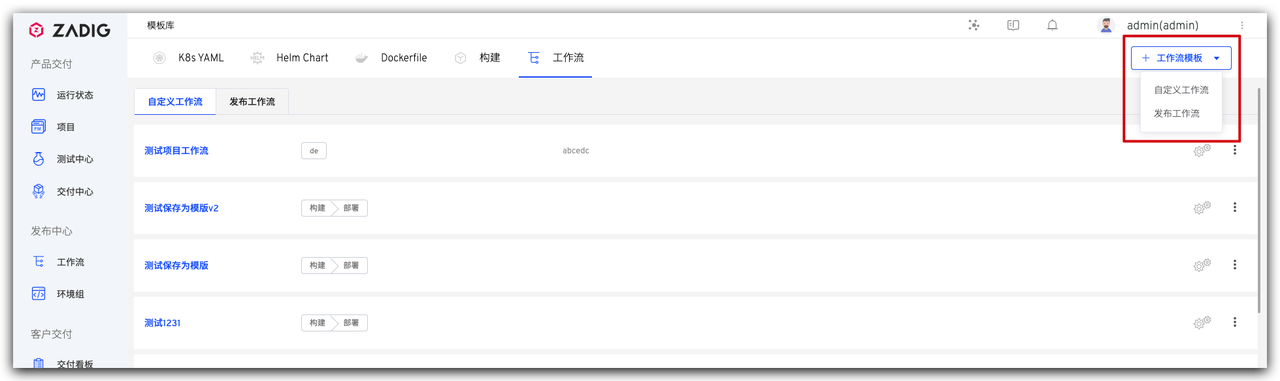 ZADIG
模板库
admin(admin)
产品交付
运行状态
项目
测试中心
交付中心
发布中心
工作流
环境组
客户交付
交付看板
K8s YAML
Helm Chart
Dockerfile
构建
工作流
+ 工作流模板
自定义工作流
发布工作流
自定义工作流
发布工作流
测试项目工作流 de abcedc
测试保存为模版v2 构建 部署
测试保存为模版 构建 部署
测试1231 构建 部署